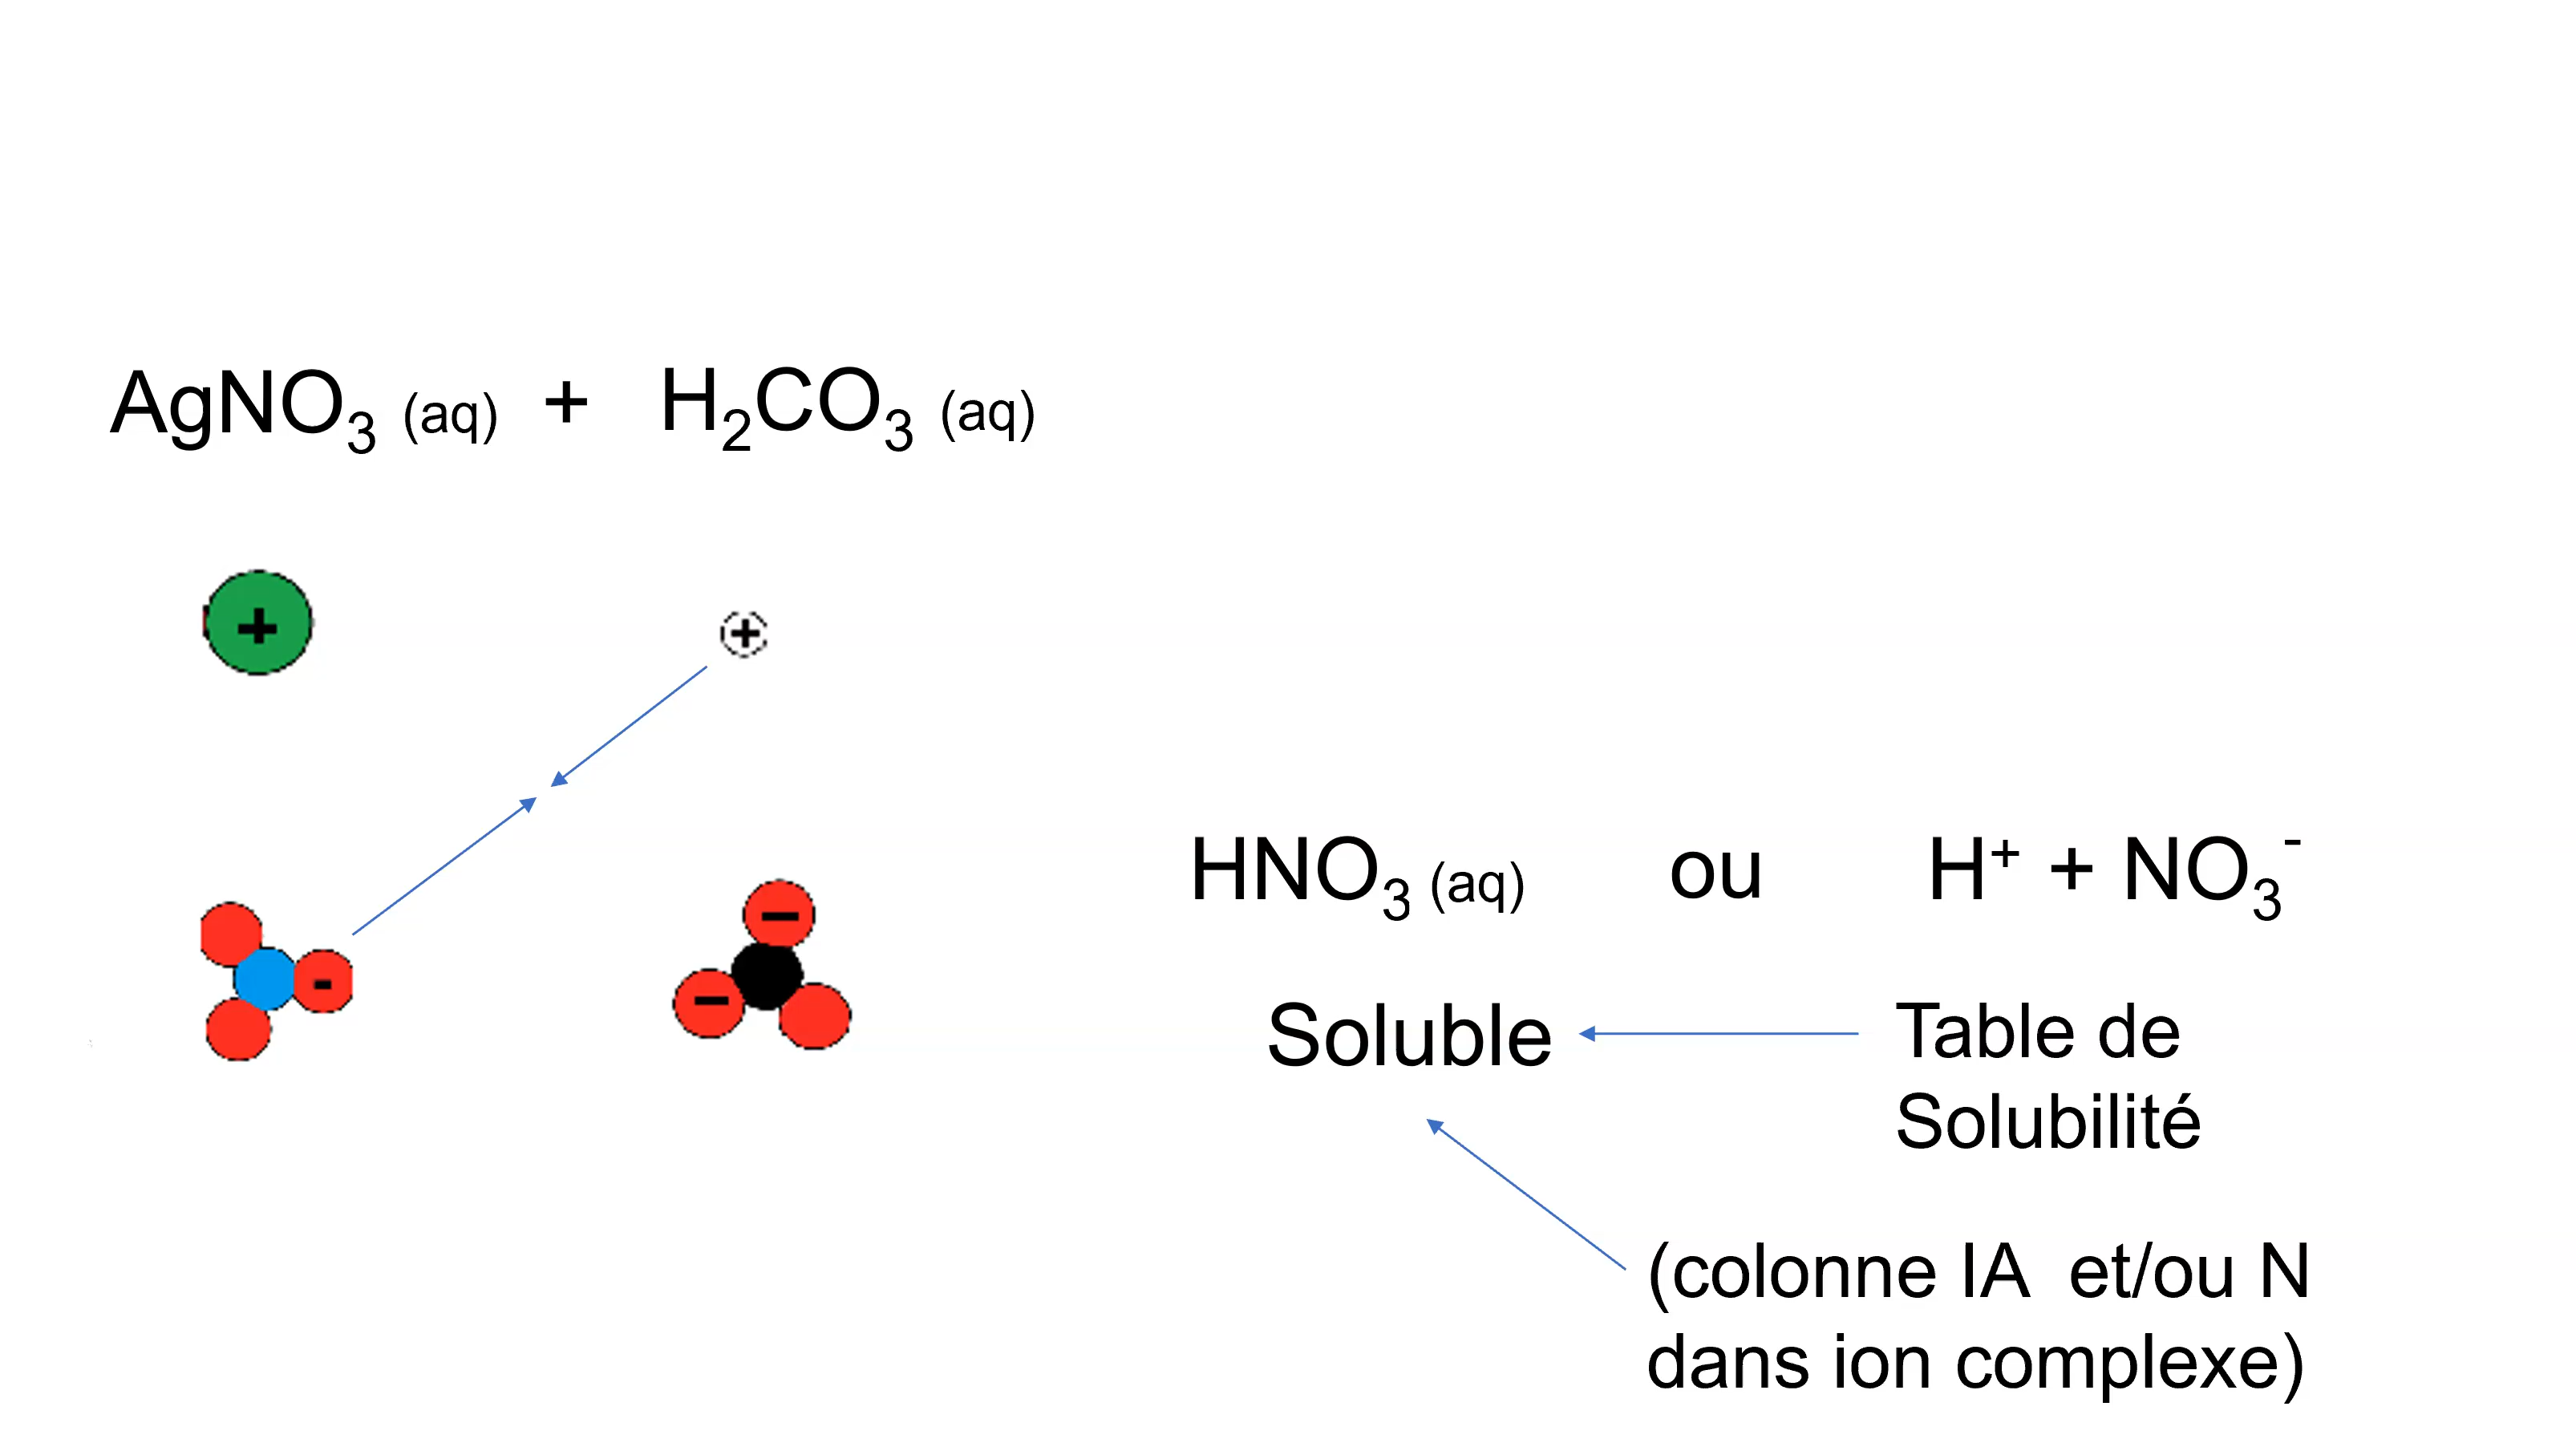 AgNO₃ (aq) + H₂CO₃ (aq)
+ +
HNO₃ (aq) ou H⁺ + NO₃⁻
−
- −
Soluble Table de
Solubilité
(colonne IA et/ou N
dans ion complexe)